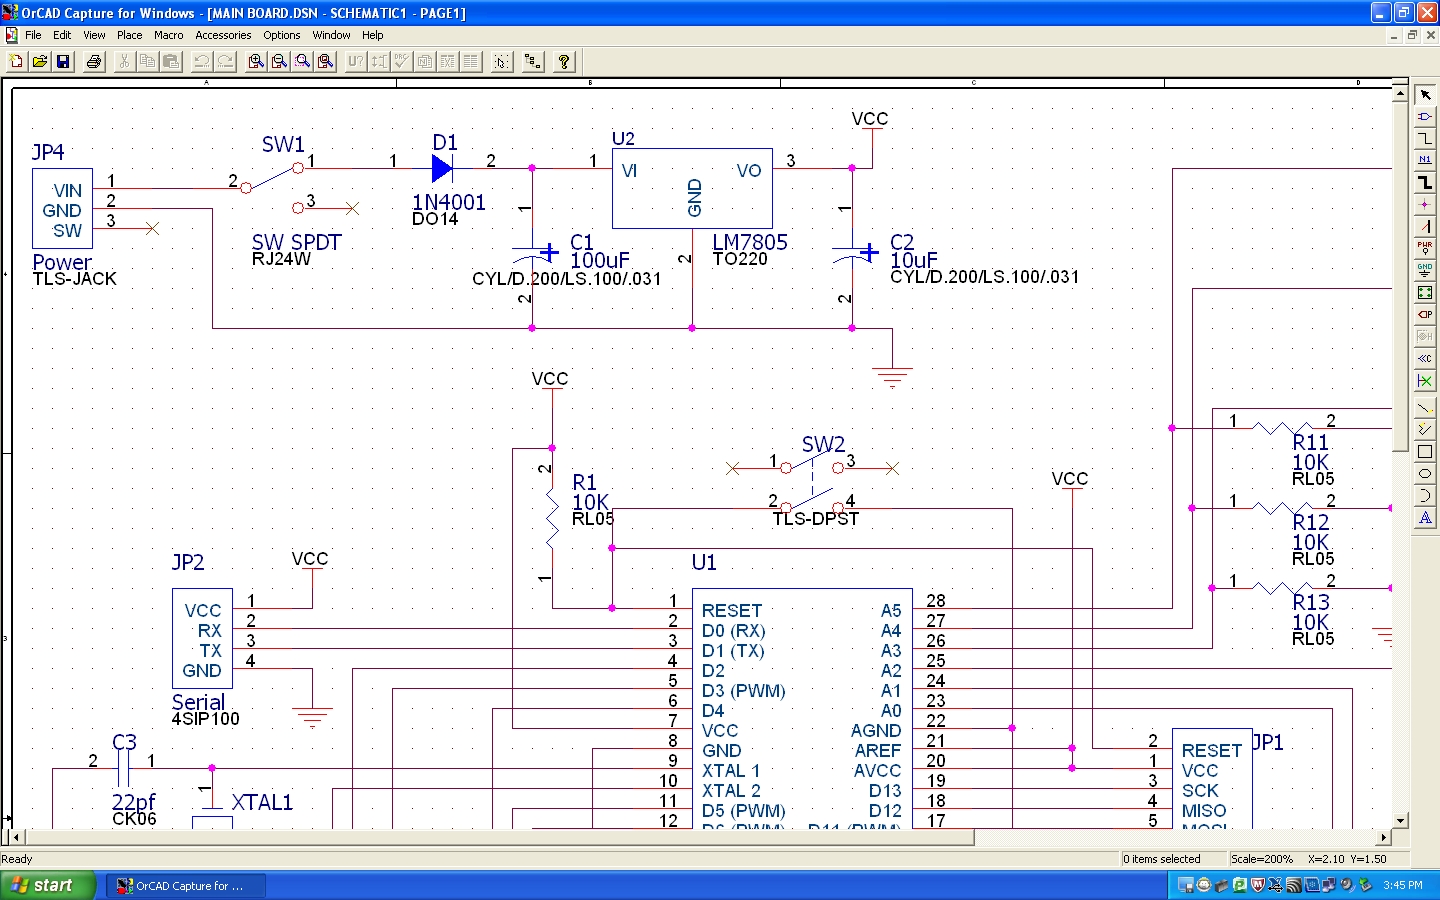 OrCAD Capture for Windows - [MAIN BOARD.DSN - SCHEMATIC1 - PAGE1]
File Edit View Place Macro Accessories Options Window Help
U?
DRC
A B C D
VCC
JP4
VIN 1
GND 2
SW 3
Power
TLS-JACK
SW1
2 1
3
SW SPDT
RJ24W
D1
1 2
1N4001
DO14
1
C1
100uF
CYL/D.200/LS.100/.031
2
U2
1 VI VO 3
GND
2
LM7805
TO220
1
C2
10uF
CYL/D.200/LS.100/.031
2
N1
PWR
GND
4
VCC
2
R1
10K
RL05
1
SW2
1 3
2 4
TLS-DPST
VCC
1 2
R11
10K
RL05
1 2
R12
10K
RL05
1 2
R13
10K
RL05
3
JP2
VCC
VCC 1
RX 2
TX 3
GND 4
Serial
4SIP100
U1
1 RESET A5 28
2 D0 (RX) A4 27
3 D1 (TX) A3 26
4 D2 A2 25
5 D3 (PWM) A1 24
6 D4 A0 23
7 VCC AGND 22
8 GND AREF 21
9 XTAL 1 AVCC 20
10 XTAL 2 D13 19
11 D5 (PWM) D12 18
12 D6 (PWM) D11 (PWM) 17
JP1
2 RESET
1 VCC
3 SCK
4 MISO
5 MOSI
C3
2 1
22pf
CK06
1
XTAL1
Ready
0 items selected Scale=200% X=2.10 Y=1.50
start
OrCAD Capture for ...
3:45 PM